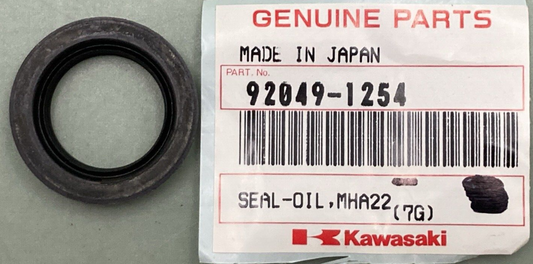 GENUINE PARTS
MADE IN JAPAN
PART. No.
92049-1254
SEAL-OIL,MHA22(7G)
Kawasaki